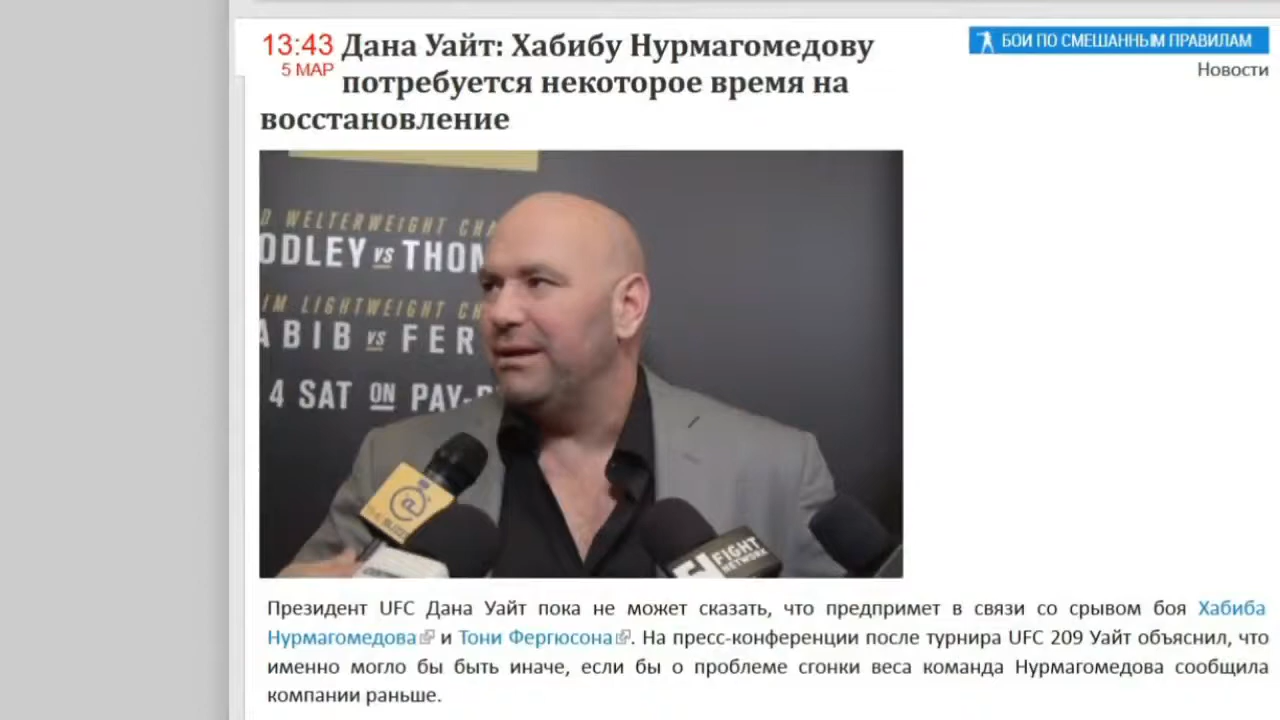 13:43 Дана Уайт: Хабибу Нурмагомедову
5 МАР потребуется некоторое время на
восстановление
БОИ ПО СМЕШАННЫМ ПРАВИЛАМ
Новости
D WELTERWEIGHT CHA
ODLEY VS THOM
IM LIGHTWEIGHT CH
ABIB VS FER
4 SAT ON PAY-P
FIGHT
NETWORK
Президент UFC Дана Уайт пока не может сказать, что предпримет в связи со срывом боя Хабиба
Нурмагомедова и Тони Фергюсона. На пресс-конференции после турнира UFC 209 Уайт объяснил, что
именно могло бы быть иначе, если бы о проблеме сгонки веса команда Нурмагомедова сообщила
компании раньше.